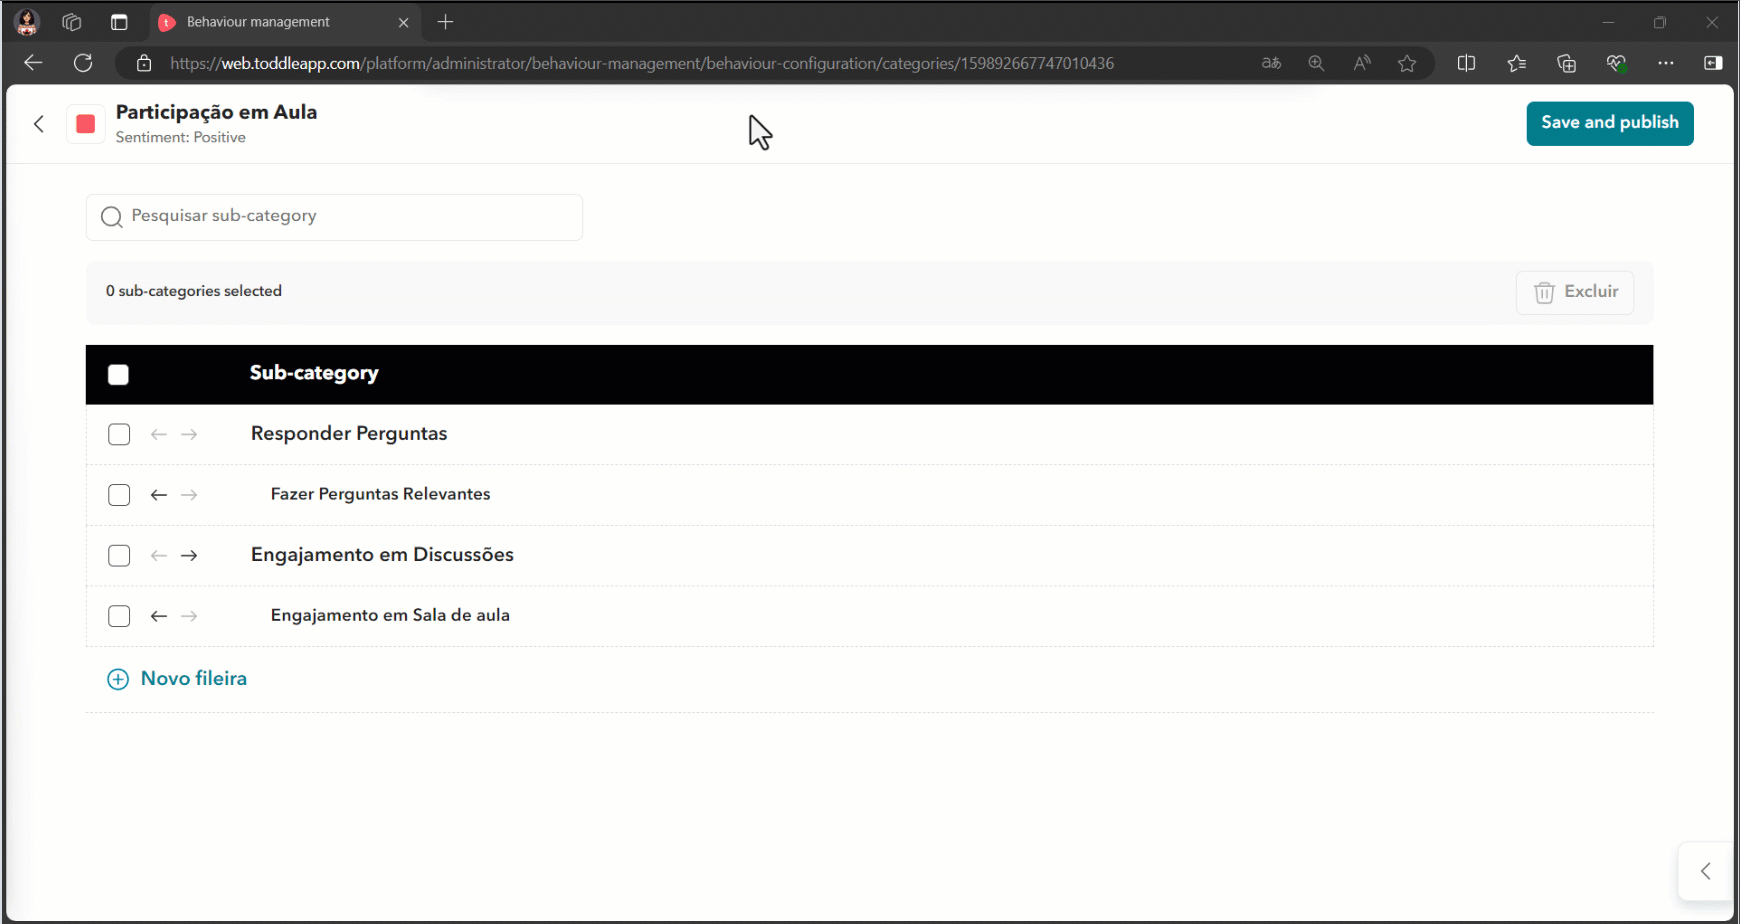 Behaviour management
https://web.toddleapp.com/platform/administrator/behaviour-management/behaviour-configuration/categories/159892667747010436
Participação em Aula
Sentiment: Positive
Save and publish
Pesquisar sub-category
0 sub-categories selected
Excluir
Sub-category
Responder Perguntas
Fazer Perguntas Relevantes
Engajamento em Discussões
Engajamento em Sala de aula
Novo fileira